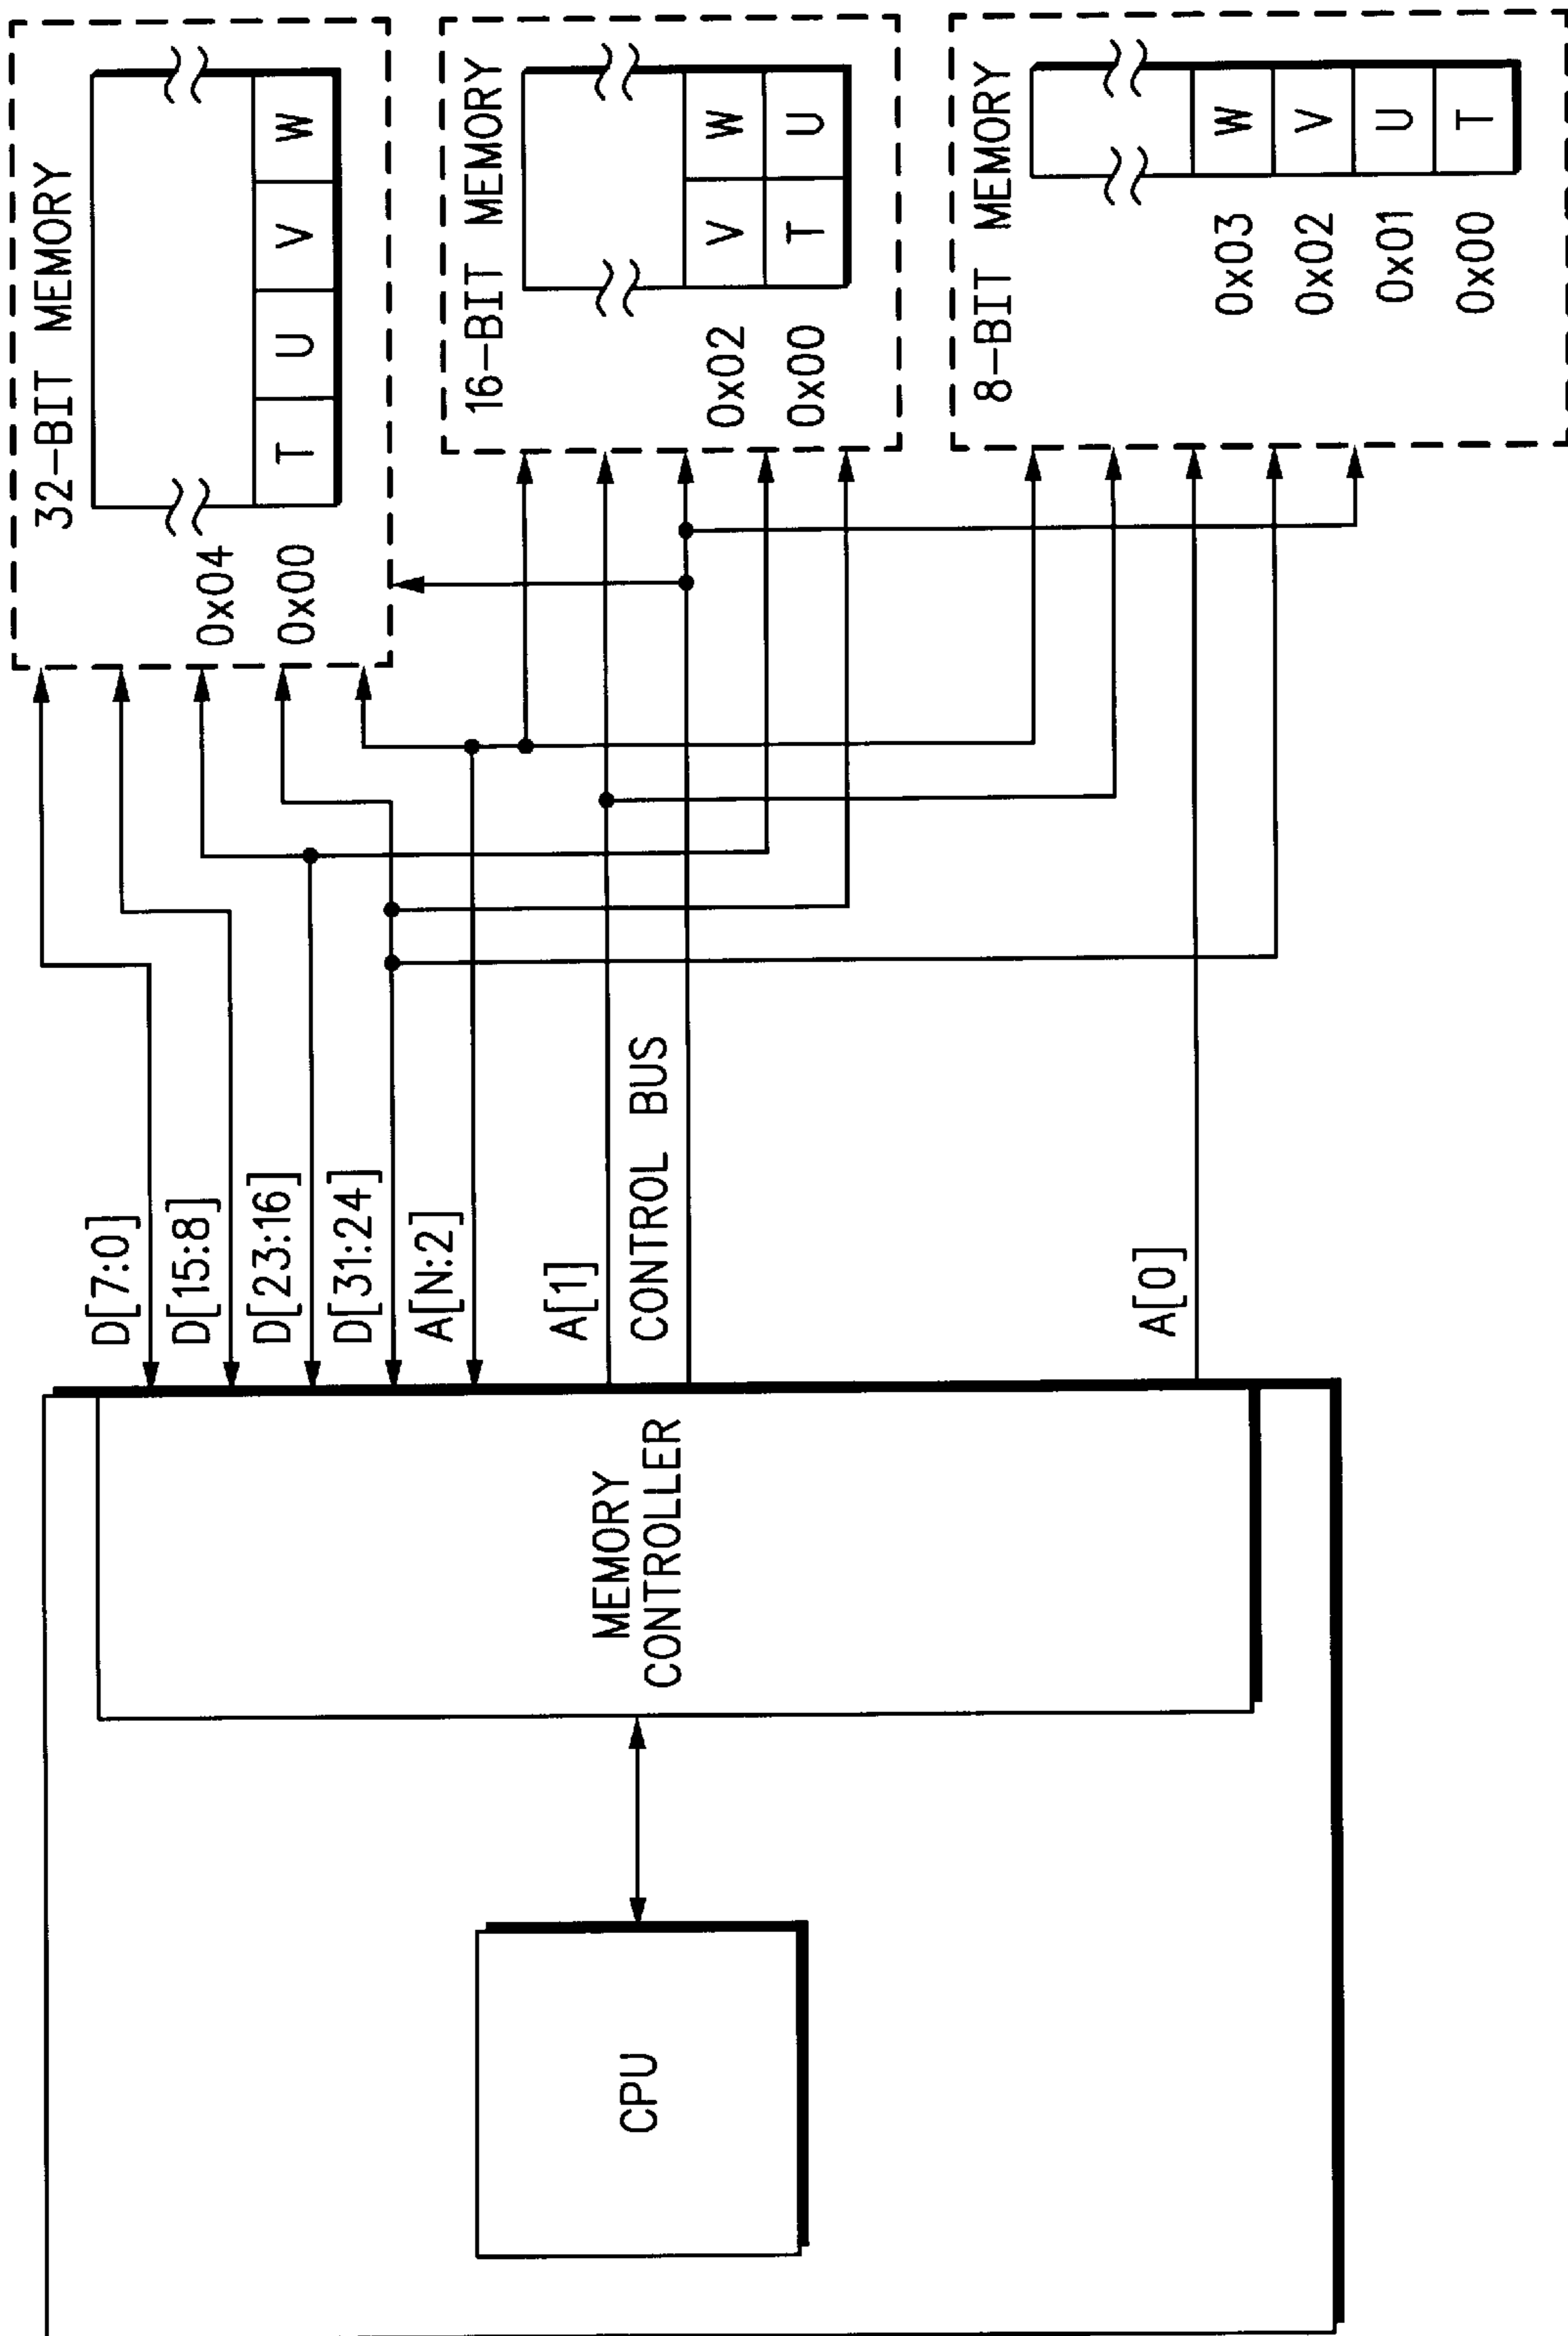 32-BIT MEMORY
0x04
0x00
T U V W
16-BIT MEMORY
0x02
V W
0x00
T U
8-BIT MEMORY
0x03
W
0x02
V
0x01
U
0x00
T
D[7:0]
D[15:8]
D[23:16]
D[31:24]
A[N:2]
A[1]
CONTROL BUS
A[0]
MEMORY
CONTROLLER
CPU